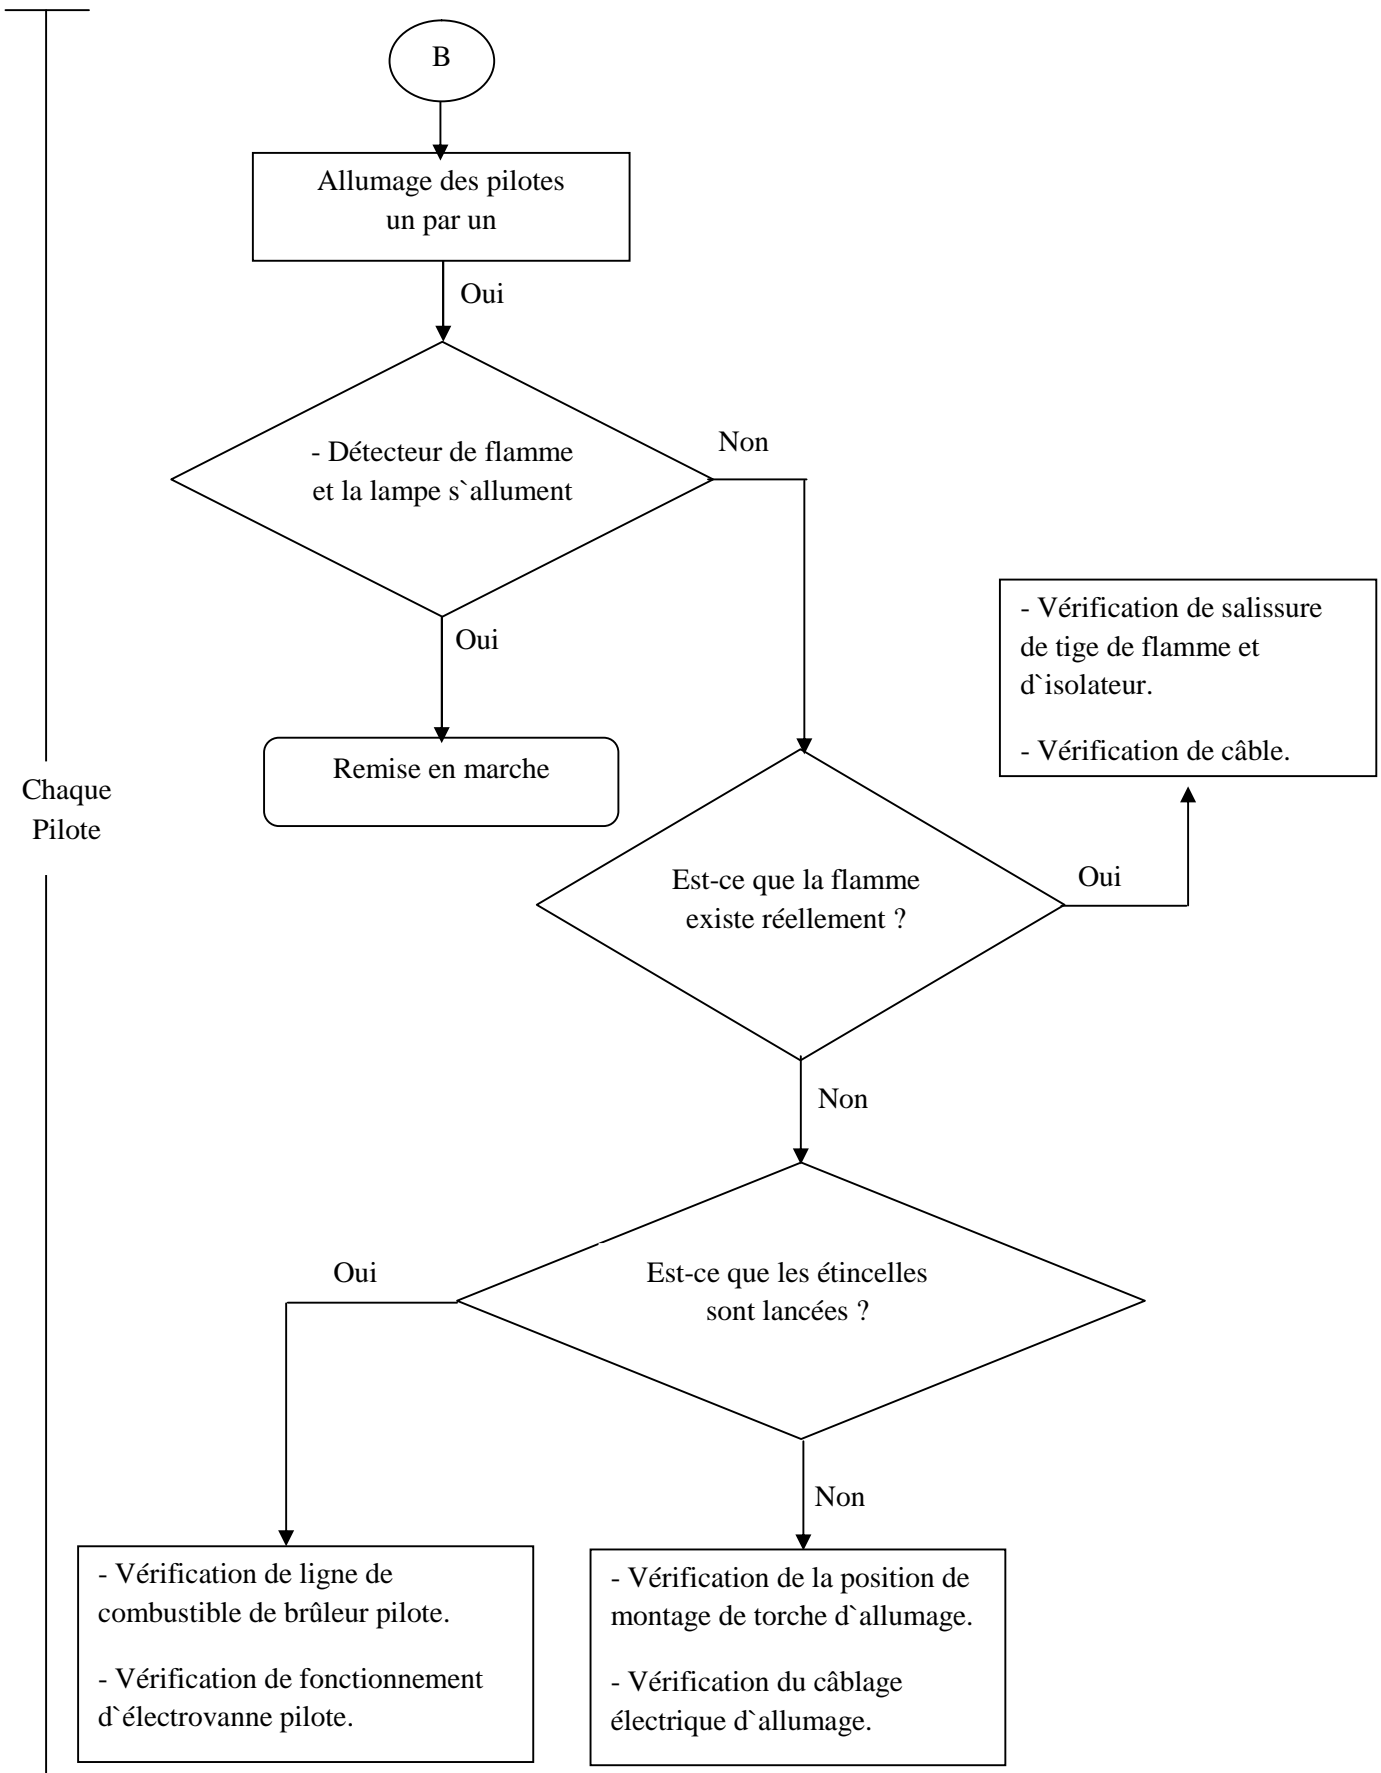 B
Allumage des pilotes
un par un
Oui
- Détecteur de flamme
et la lampe s`allument
Non
Oui
Remise en marche
- Vérification de salissure
de tige de flamme et
d`isolateur.
- Vérification de câble.
Chaque
Pilote
Est-ce que la flamme
existe réellement ?
Oui
Non
Est-ce que les étincelles
sont lancées ?
Oui
Non
- Vérification de ligne de
combustible de brûleur pilote.
- Vérification de fonctionnement
d`électrovanne pilote.
- Vérification de la position de
montage de torche d`allumage.
- Vérification du câblage
électrique d`allumage.